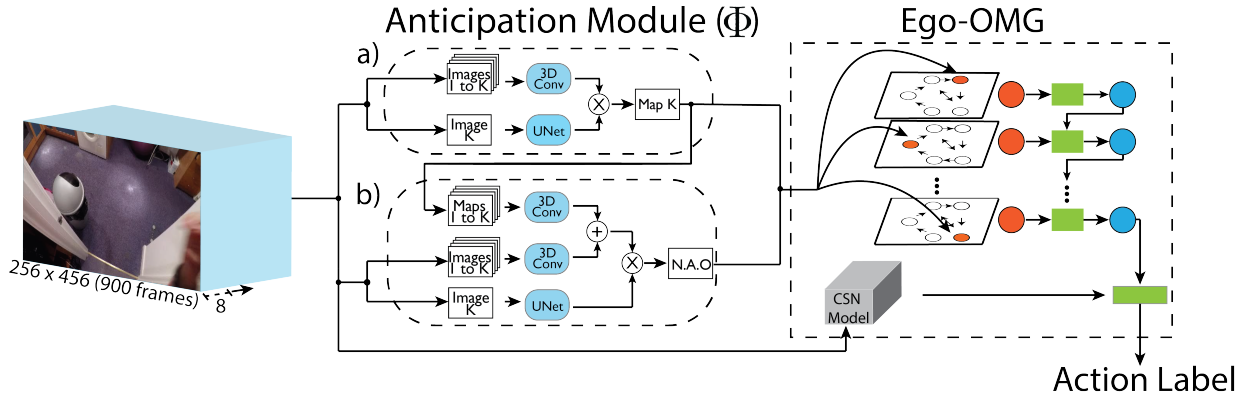 Anticipation Module (Φ)
Ego-OMG
a)
Images
1 to K
3D
Conv
X
Map K
Image
K
UNet
b)
Maps
1 to K
3D
Conv
+
Images
1 to K
3D
Conv
X
N.A.O
Image
K
UNet
256 x 456 (900 frames)
8
CSN
Model
Action Label